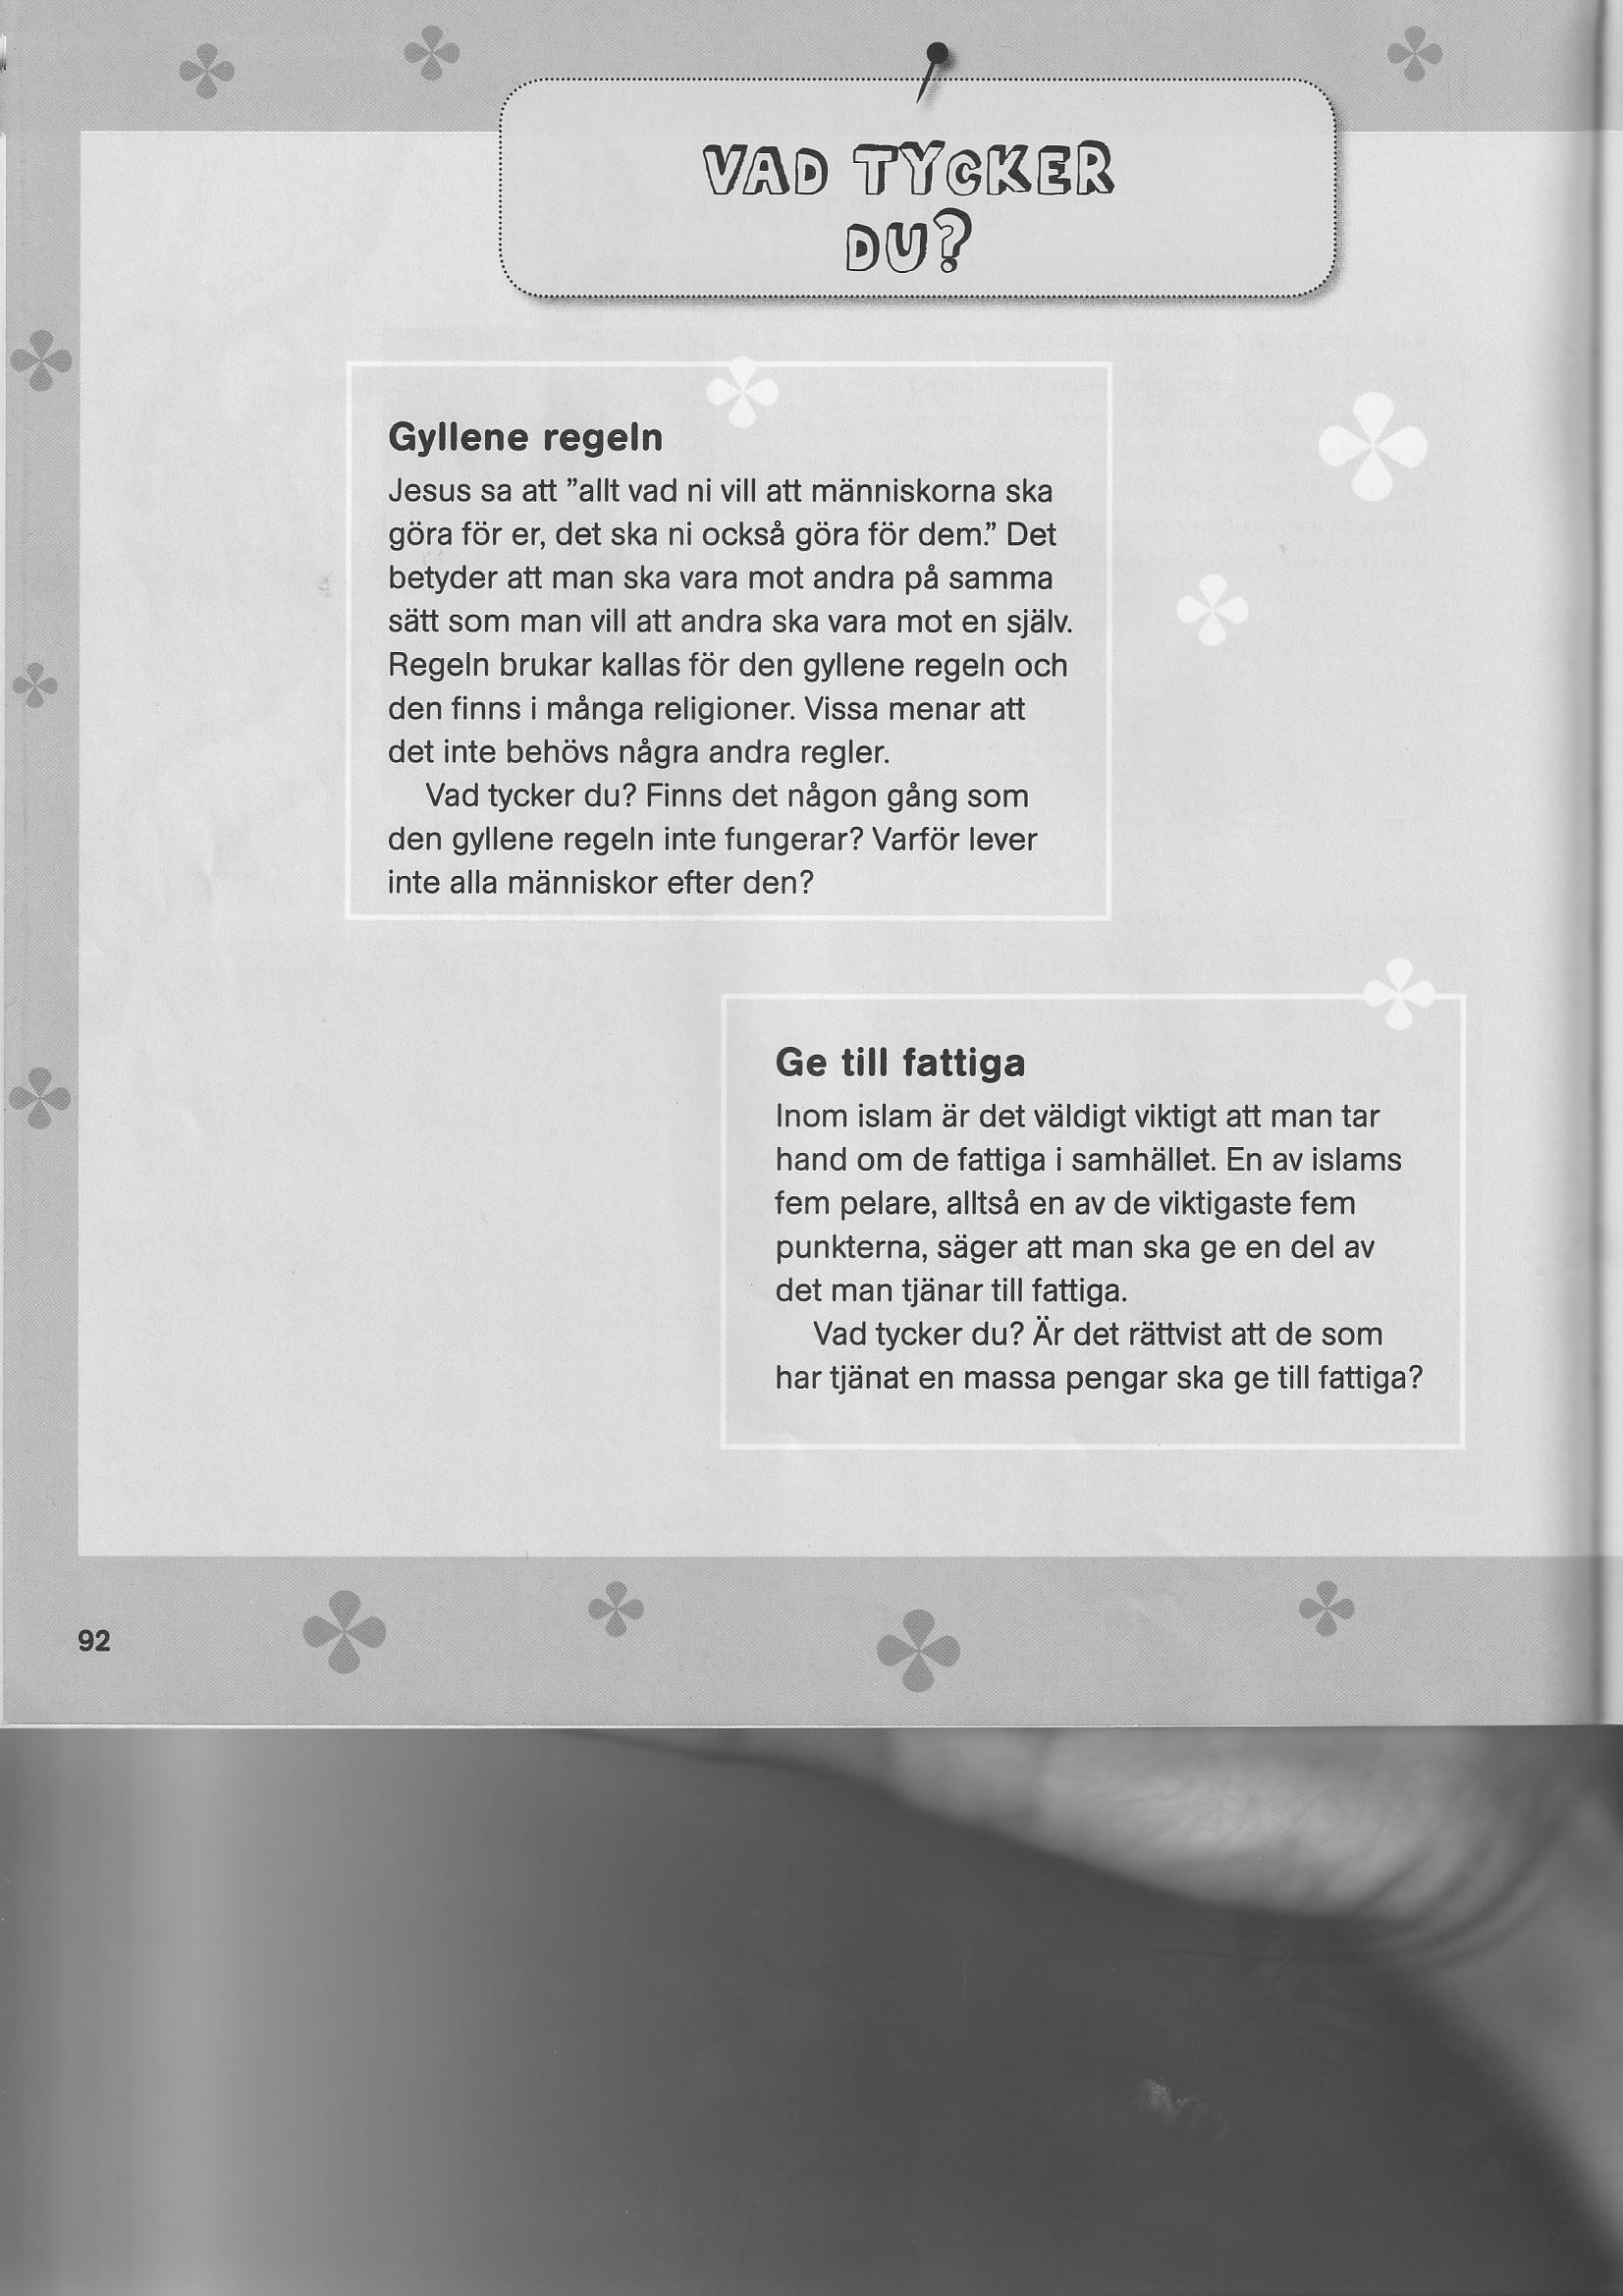 VAD TYCKER
DU?
Gyllene regeln
Jesus sa att ”allt vad ni vill att människorna ska
göra för er, det ska ni också göra för dem.” Det
betyder att man ska vara mot andra på samma
sätt som man vill att andra ska vara mot en själv.
Regeln brukar kallas för den gyllene regeln och
den finns i många religioner. Vissa menar att
det inte behövs några andra regler.
Vad tycker du? Finns det någon gång som
den gyllene regeln inte fungerar? Varför lever
inte alla människor efter den?
Ge till fattiga
Inom islam är det väldigt viktigt att man tar
hand om de fattiga i samhället. En av islams
fem pelare, alltså en av de viktigaste fem
punkterna, säger att man ska ge en del av
det man tjänar till fattiga.
Vad tycker du? Är det rättvist att de som
har tjänat en massa pengar ska ge till fattiga?
92